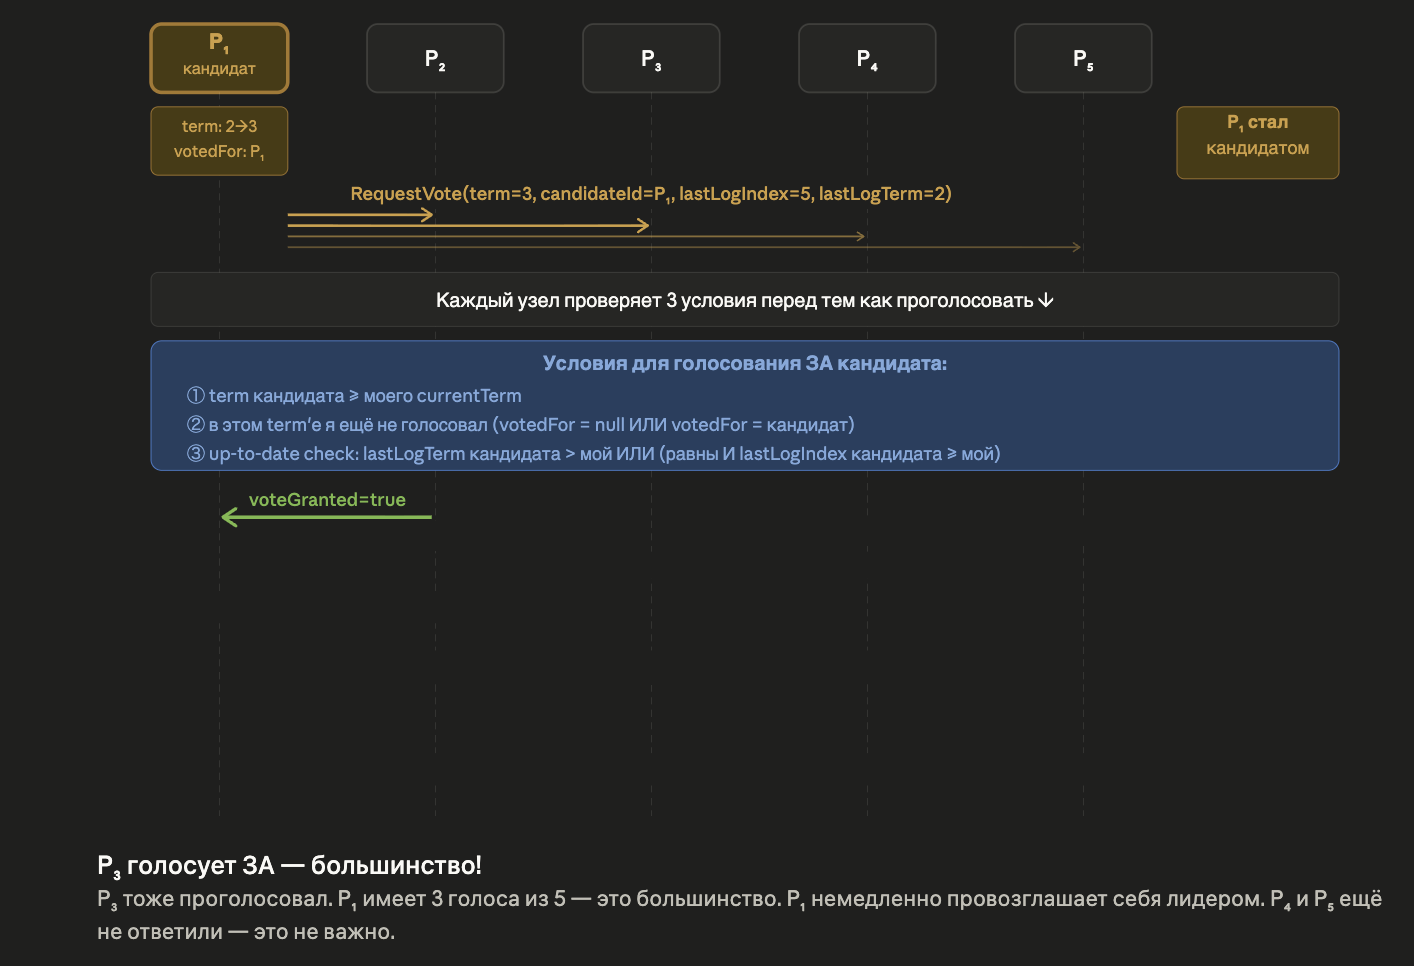 P₁
кандидат
P₂
P₃
P₄
P₅
term: 2→3
votedFor: P₁
P₁ стал
кандидатом
RequestVote(term=3, candidateId=P₁, lastLogIndex=5, lastLogTerm=2)
Каждый узел проверяет 3 условия перед тем как проголосовать ↓
Условия для голосования ЗА кандидата:
① term кандидата ≥ моего currentTerm
② в этом term'е я ещё не голосовал (votedFor = null ИЛИ votedFor = кандидат)
③ up-to-date check: lastLogTerm кандидата > мой ИЛИ (равны И lastLogIndex кандидата ≥ мой)
voteGranted=true
P₃ голосует ЗА — большинство!
P₃ тоже проголосовал. P₁ имеет 3 голоса из 5 — это большинство. P₁ немедленно провозглашает себя лидером. P₄ и P₅ ещё
не ответили — это не важно.